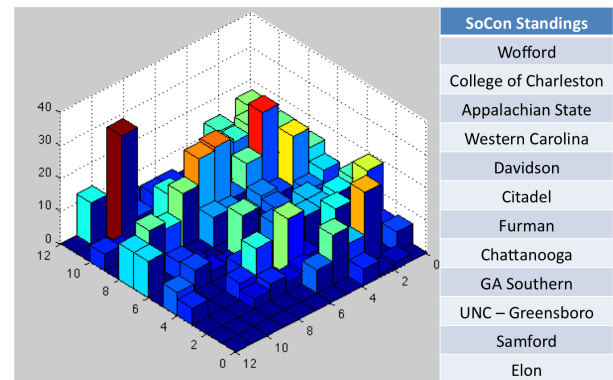 SoCon Standings
Wofford
College of Charleston
Appalachian State
Western Carolina
Davidson
Citadel
Furman
Chattanooga
GA Southern
UNC – Greensboro
Samford
Elon
40
30
20
10
0
12
10
8
6
4
2
0
12
10
8
6
4
2
0